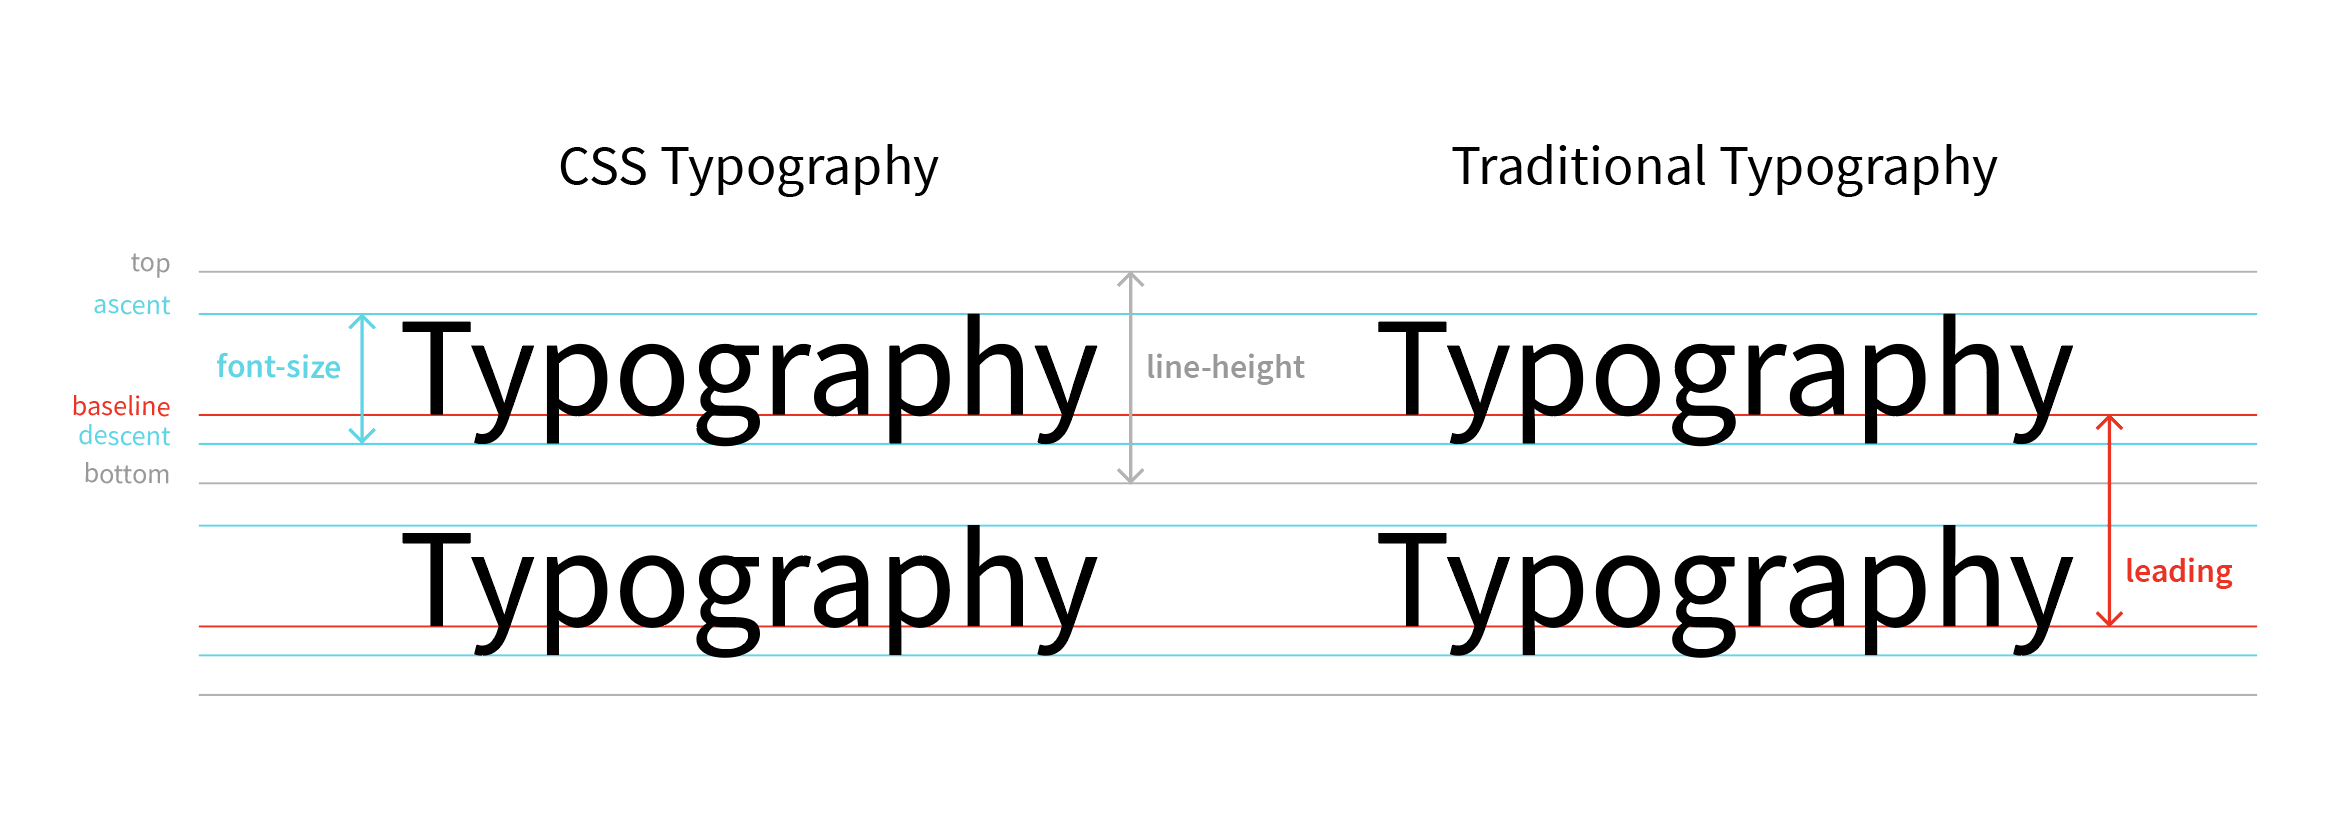 CSS Typography
Traditional Typography
top
ascent
font-size
Typography
line-height
Typography
baseline
descent
bottom
Typography
Typography
leading